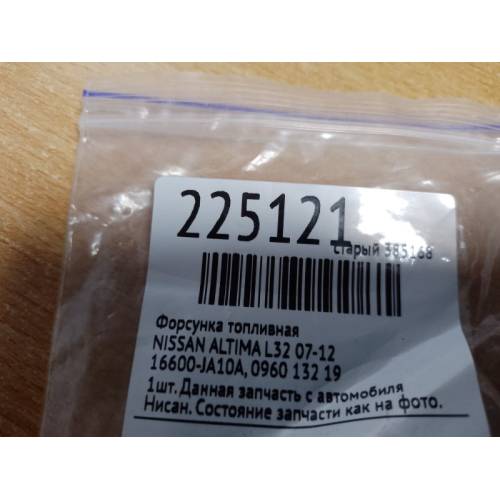 225121
старый 385168
Форсунка топливная
NISSAN ALTIMA L32 07-12
16600-JA10A, 0960 132 19
1шт. Данная запчасть с автомобиля
Нисан. Состояние запчасти как на фото.